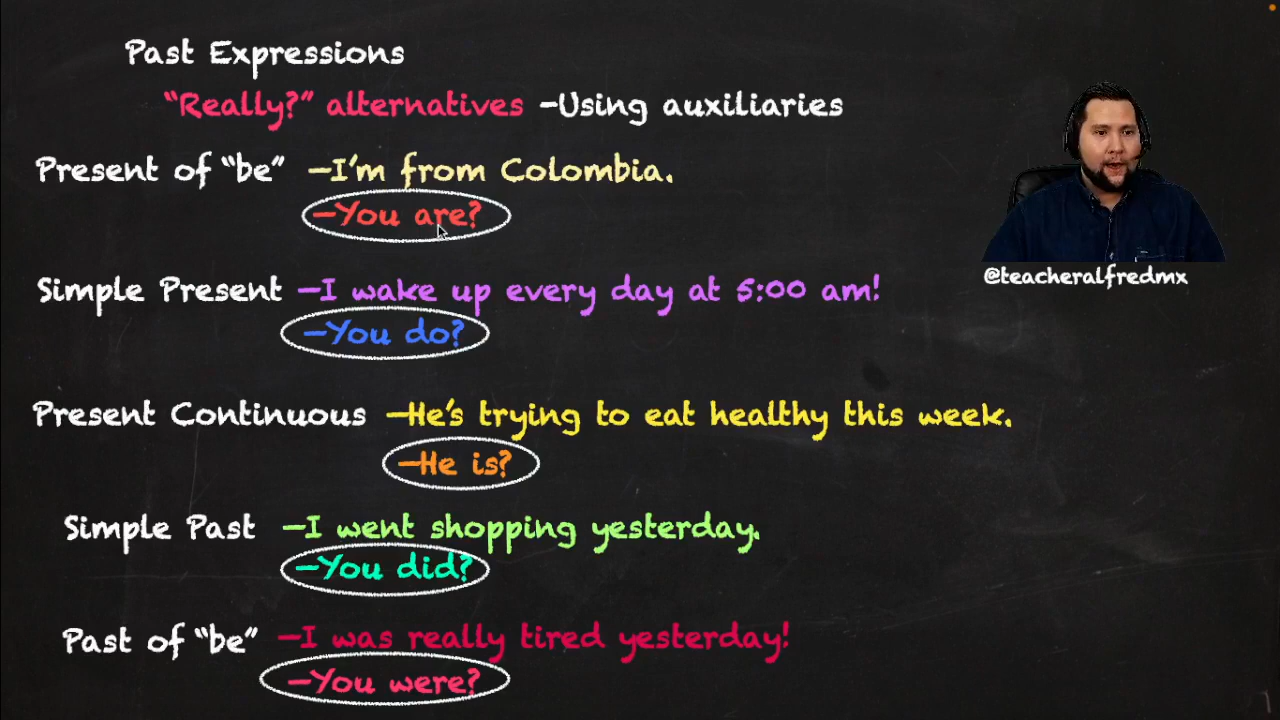 Past Expressions
"Really?" alternatives -Using auxiliaries
Present of "be" -I'm from Colombia.
-You are?
@teacheralfredmx
Simple Present -I wake up every day at 5:00 am!
-You do?
Present Continuous -He's trying to eat healthy this week.
-He is?
Simple Past -I went shopping yesterday.
-You did?
Past of "be" -I was really tired yesterday!
-You were?